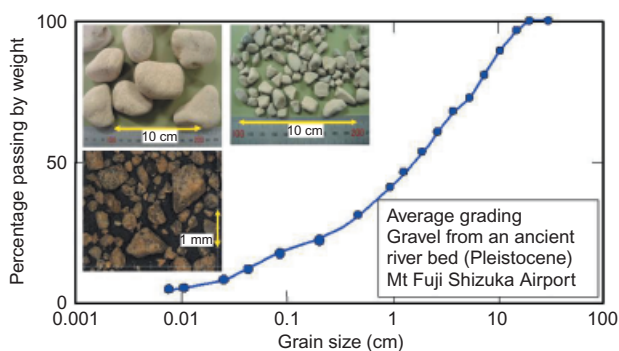 Percentage passing by weight
100
50
0
10 cm
10 cm
1 mm
Average grading
Gravel from an ancient
river bed (Pleistocene)
Mt Fuji Shizuka Airport
0.001
0.01
0.1
1
10
100
Grain size (cm)